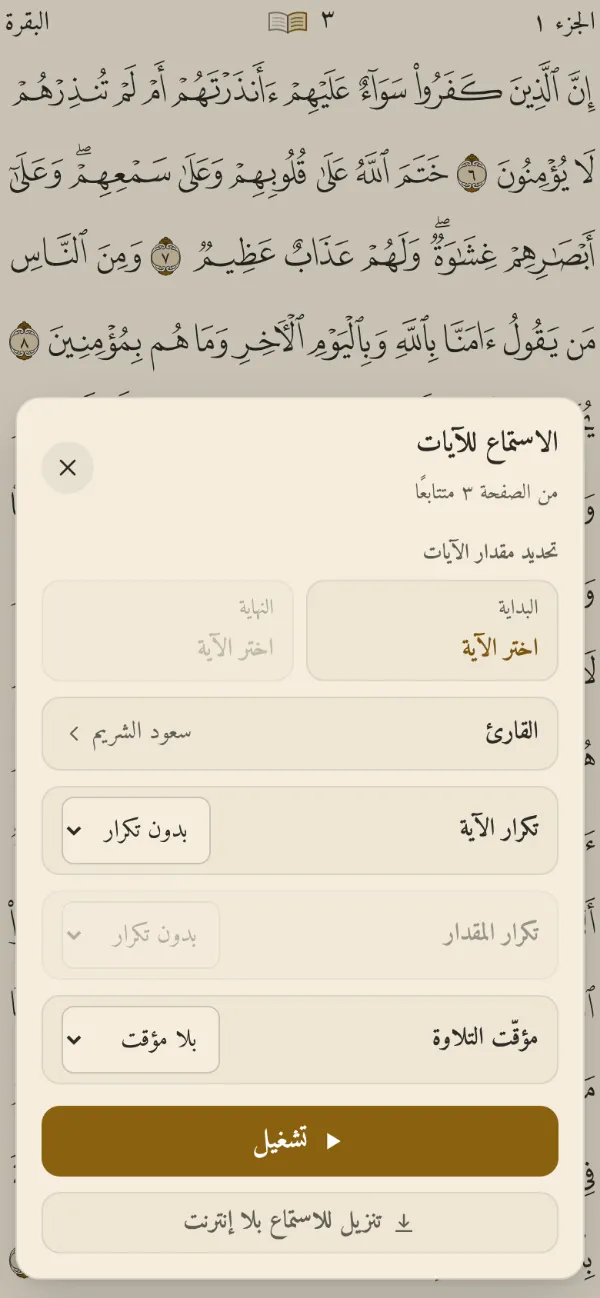 الجزء ١
٣
البقرة
إِنَّ ٱلَّذِينَ كَفَرُوا۟ سَوَآءٌ عَلَيْهِمْ ءَأَنذَرْتَهُمْ أَمْ لَمْ تُنذِرْهُمْ
لَا يُؤْمِنُونَ ٦ خَتَمَ ٱللَّهُ عَلَىٰ قُلُوبِهِمْ وَعَلَىٰ سَمْعِهِمْ ۖ وَعَلَىٰٓ
أَبْصَـٰرِهِمْ غِشَـٰوَةٌ ۖ وَلَهُمْ عَذَابٌ عَظِيمٌ ٧ وَمِنَ ٱلنَّاسِ
مَن يَقُولُ ءَامَنَّا بِٱللَّهِ وَبِٱلْيَوْمِ ٱلْـَٔاخِرِ وَمَا هُم بِمُؤْمِنِينَ ٨
الاستماع للآيات
من الصفحة ٣ متتابعًا
تحديد مقدار الآيات
البداية
اختر الآية
النهاية
اختر الآية
القارئ
سعود الشريم
تكرار الآية
بدون تكرار
تكرار المقدار
بدون تكرار
مؤقّت التلاوة
بلا مؤقت
تشغيل
تنزيل للاستماع بلا إنترنت